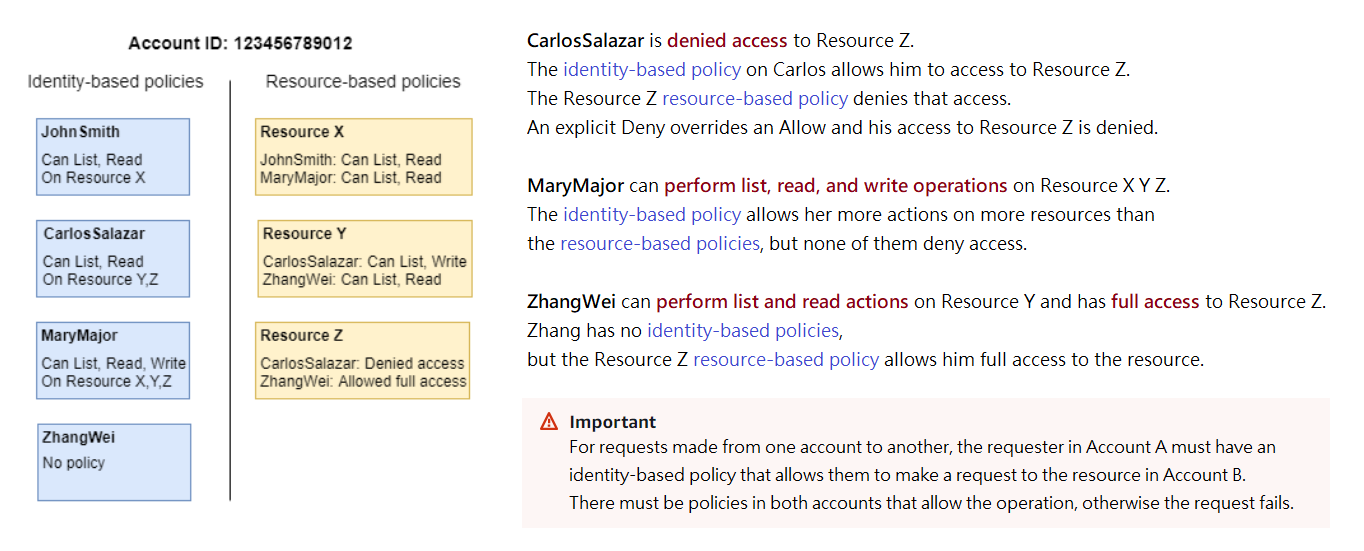 Account ID: 123456789012
Identity-based policies
Resource-based policies
JohnSmith
Can List, Read
On Resource X
CarlosSalazar
Can List, Read
On Resource Y,Z
MaryMajor
Can List, Read, Write
On Resource X,Y,Z
ZhangWei
No policy
Resource X
JohnSmith: Can List, Read
MaryMajor: Can List, Read
Resource Y
CarlosSalazar: Can List, Write
ZhangWei: Can List, Read
Resource Z
CarlosSalazar: Denied access
ZhangWei: Allowed full access
CarlosSalazar is denied access to Resource Z.
The identity-based policy on Carlos allows him to access to Resource Z.
The Resource Z resource-based policy denies that access.
An explicit Deny overrides an Allow and his access to Resource Z is denied.
MaryMajor can perform list, read, and write operations on Resource X Y Z.
The identity-based policy allows her more actions on more resources than
the resource-based policies, but none of them deny access.
ZhangWei can perform list and read actions on Resource Y and has full access to Resource Z.
Zhang has no identity-based policies,
but the Resource Z resource-based policy allows him full access to the resource.
Important
For requests made from one account to another, the requester in Account A must have an
identity-based policy that allows them to make a request to the resource in Account B.
There must be policies in both accounts that allow the operation, otherwise the request fails.